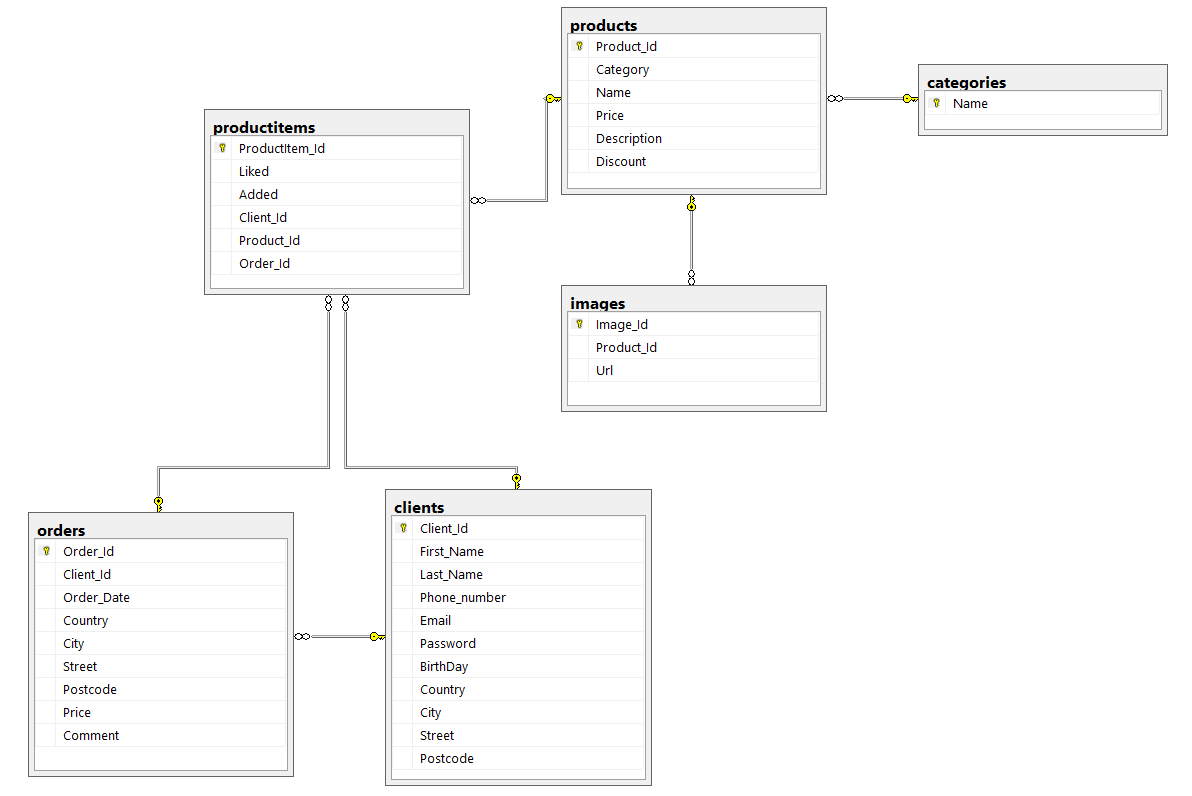 products
Product_Id
Category
Name
Price
Description
Discount
categories
Name
productitems
ProductItem_Id
Liked
Added
Client_Id
Product_Id
Order_Id
images
Image_Id
Product_Id
Url
orders
Order_Id
Client_Id
Order_Date
Country
City
Street
Postcode
Price
Comment
clients
Client_Id
First_Name
Last_Name
Phone_number
Email
Password
BirthDay
Country
City
Street
Postcode